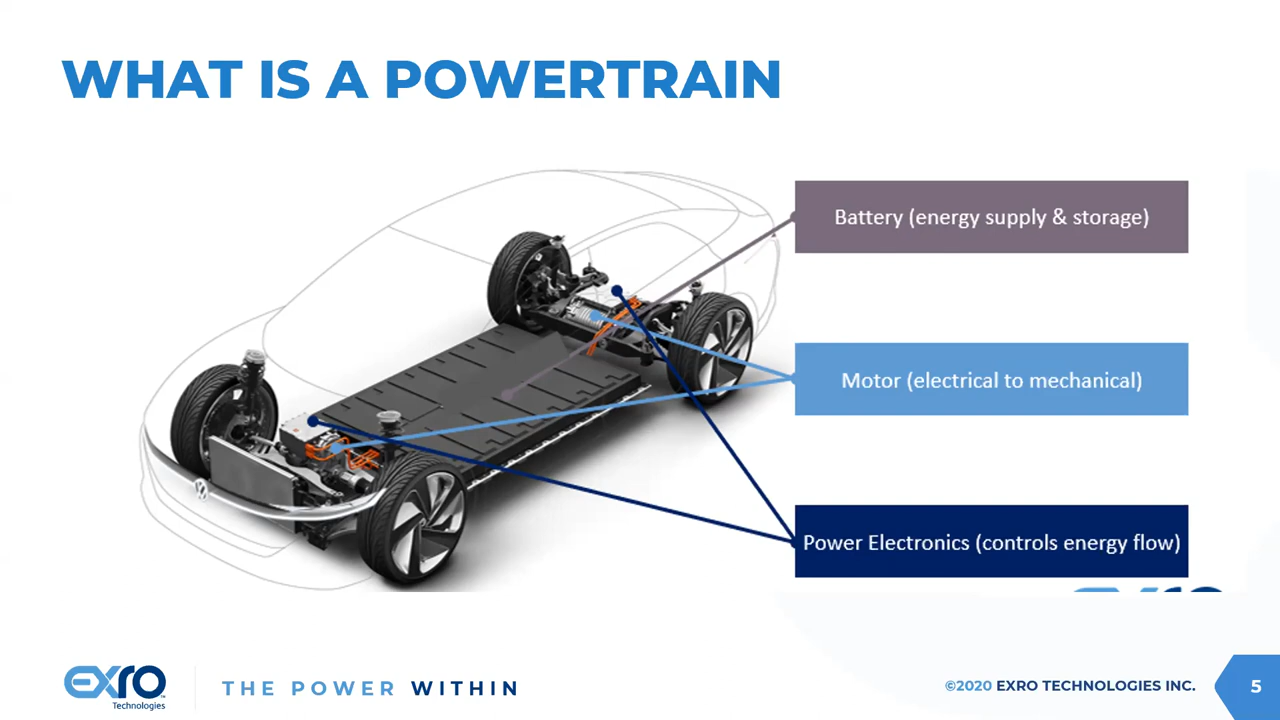 WHAT IS A POWERTRAIN
Battery (energy supply & storage)
Motor (electrical to mechanical)
Power Electronics (controls energy flow)
exro
Technologies
THE POWER WITHIN
©2020 EXRO TECHNOLOGIES INC.
5